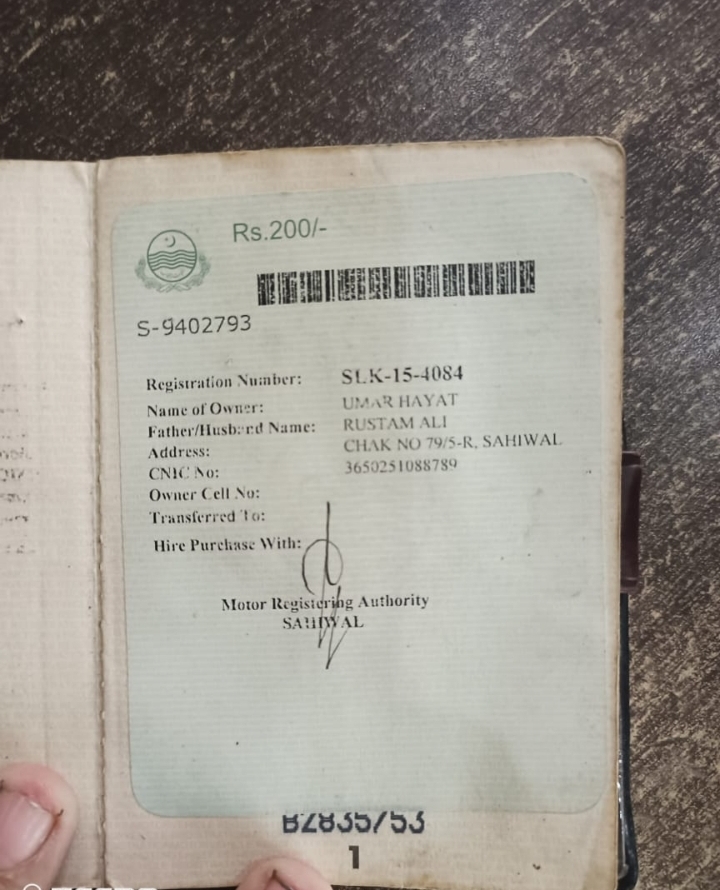 Rs.200/-
S-9402793
Registration Number: SLK-15-4084
Name of Owner: UMAR HAYAT
Father/Husband Name: RUSTAM ALI
Address: CHAK NO 79/5-R, SAHIWAL
CNIC No: 3650251088789
Owner Cell No:
Transferred To:
Hire Purchase With:
Motor Registering Authority
SAHIWAL
1